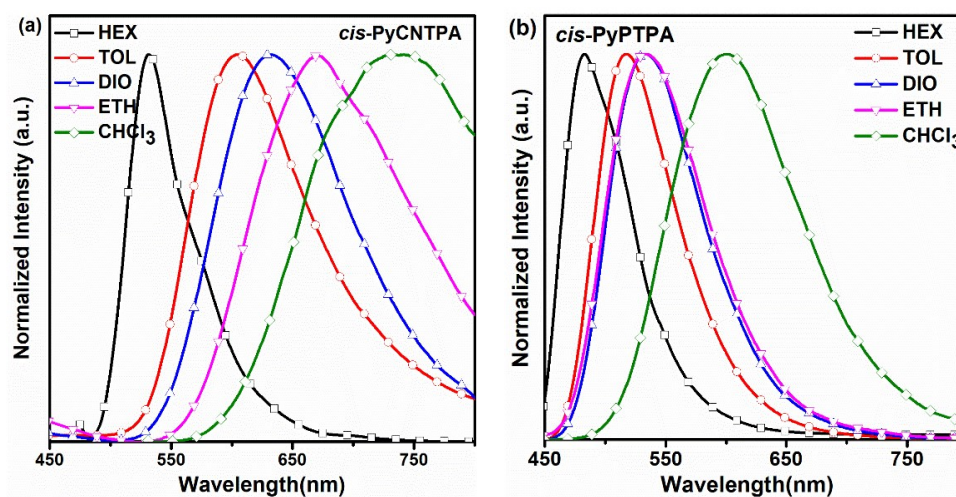 (a)
cis-PyCNTPA
HEX
TOL
DIO
ETH
CHCl3
Normalized Intensity (a.u.)
450 550 650 750
Wavelength(nm)
(b)
cis-PyPTPA
HEX
TOL
DIO
ETH
CHCl3
Normalized Intensity (a.u.)
450 550 650 750
Wavelength(nm)